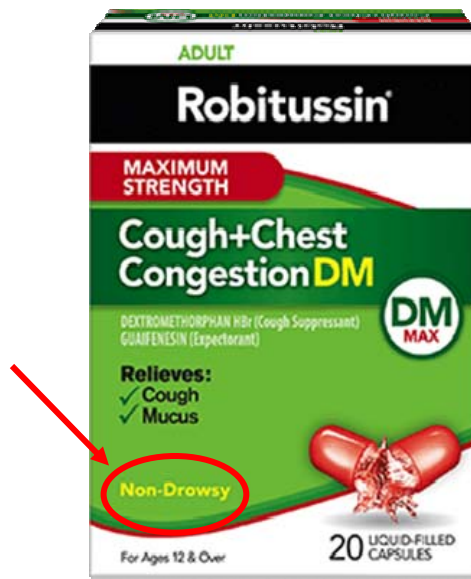 ADULT
Robitussin®
MAXIMUM
STRENGTH
Cough+Chest
Congestion DM
DEXTROMETHORPHAN HBr (Cough Suppressant)
GUAIFENESIN (Expectorant)
DM
MAX
Relieves:
✓ Cough
✓ Mucus
Non-Drowsy
For Ages 12 & Over
20 LIQUID-FILLED
CAPSULES